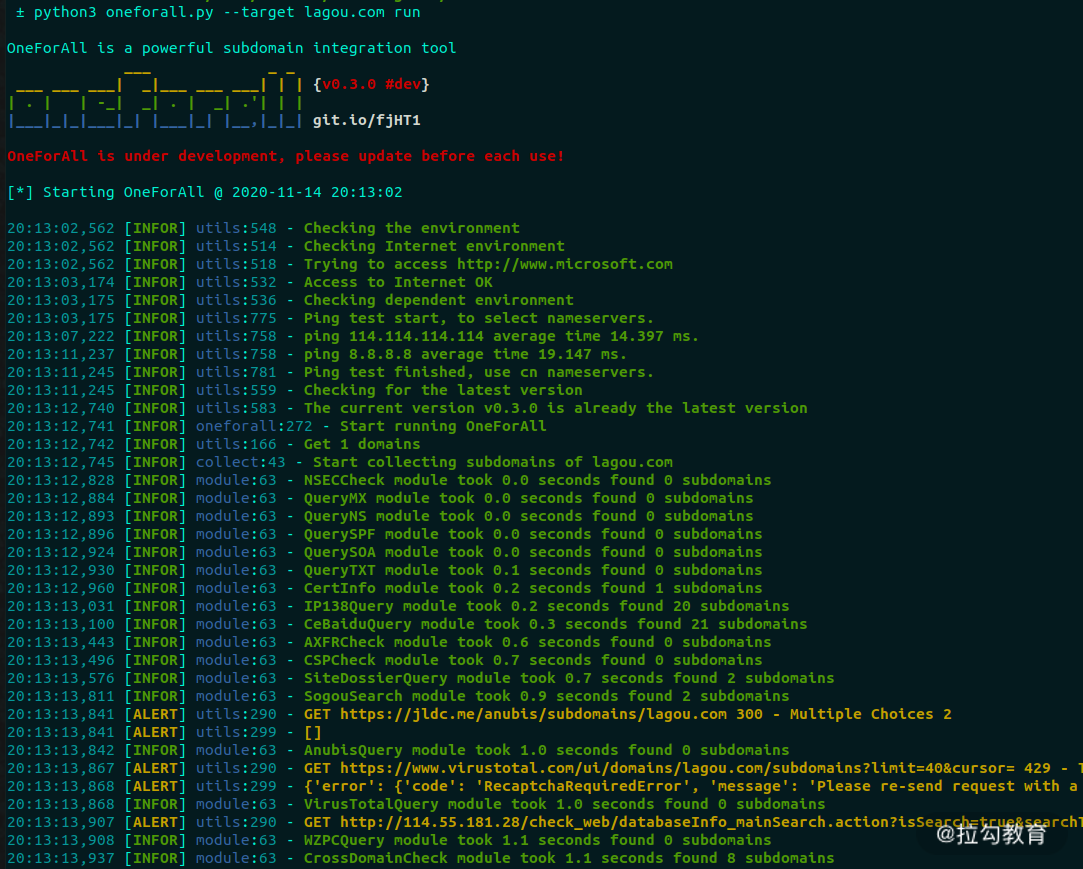 ± python3 oneforall.py --target lagou.com run
OneForAll is a powerful subdomain integration tool
{v0.3.0 #dev}
git.io/fjHT1
OneForAll is under development, please update before each use!
[*] Starting OneForAll @ 2020-11-14 20:13:02
20:13:02,562 [INFOR] utils:548 - Checking the environment
20:13:02,562 [INFOR] utils:514 - Checking Internet environment
20:13:02,562 [INFOR] utils:518 - Trying to access http://www.microsoft.com
20:13:03,174 [INFOR] utils:532 - Access to Internet OK
20:13:03,175 [INFOR] utils:536 - Checking dependent environment
20:13:03,175 [INFOR] utils:775 - Ping test start, to select nameservers.
20:13:07,222 [INFOR] utils:758 - ping 114.114.114.114 average time 14.397 ms.
20:13:11,237 [INFOR] utils:758 - ping 8.8.8.8 average time 19.147 ms.
20:13:11,245 [INFOR] utils:781 - Ping test finished, use cn nameservers.
20:13:11,245 [INFOR] utils:559 - Checking for the latest version
20:13:12,740 [INFOR] utils:583 - The current version v0.3.0 is already the latest version
20:13:12,741 [INFOR] oneforall:272 - Start running OneForAll
20:13:12,742 [INFOR] utils:166 - Get 1 domains
20:13:12,745 [INFOR] collect:43 - Start collecting subdomains of lagou.com
20:13:12,828 [INFOR] module:63 - NSECCheck module took 0.0 seconds found 0 subdomains
20:13:12,884 [INFOR] module:63 - QueryMX module took 0.0 seconds found 0 subdomains
20:13:12,893 [INFOR] module:63 - QueryNS module took 0.0 seconds found 0 subdomains
20:13:12,896 [INFOR] module:63 - QuerySPF module took 0.0 seconds found 0 subdomains
20:13:12,924 [INFOR] module:63 - QuerySOA module took 0.0 seconds found 0 subdomains
20:13:12,930 [INFOR] module:63 - QueryTXT module took 0.1 seconds found 0 subdomains
20:13:12,960 [INFOR] module:63 - CertInfo module took 0.2 seconds found 1 subdomains
20:13:13,031 [INFOR] module:63 - IP138Query module took 0.2 seconds found 20 subdomains
20:13:13,100 [INFOR] module:63 - CeBaiduQuery module took 0.3 seconds found 21 subdomains
20:13:13,443 [INFOR] module:63 - AXFRCheck module took 0.6 seconds found 0 subdomains
20:13:13,496 [INFOR] module:63 - CSPCheck module took 0.7 seconds found 0 subdomains
20:13:13,576 [INFOR] module:63 - SiteDossierQuery module took 0.7 seconds found 2 subdomains
20:13:13,811 [INFOR] module:63 - SogouSearch module took 0.9 seconds found 2 subdomains
20:13:13,841 [ALERT] utils:290 - GET https://jldc.me/anubis/subdomains/lagou.com 300 - Multiple Choices 2
20:13:13,841 [ALERT] utils:299 - []
20:13:13,842 [INFOR] module:63 - AnubisQuery module took 1.0 seconds found 0 subdomains
20:13:13,867 [ALERT] utils:290 - GET https://www.virustotal.com/ui/domains/lagou.com/subdomains?limit=40&cursor= 429 - T
20:13:13,868 [ALERT] utils:299 - {'error': {'code': 'RecaptchaRequiredError', 'message': 'Please re-send request with a
20:13:13,868 [INFOR] module:63 - VirusTotalQuery module took 1.0 seconds found 0 subdomains
20:13:13,907 [ALERT] utils:290 - GET http://114.55.181.28/check_web/databaseInfo_mainSearch.action?isSearch=true&searchT
20:13:13,908 [INFOR] module:63 - WZPCQuery module took 1.1 seconds found 0 subdomains
20:13:13,937 [INFOR] module:63 - CrossDomainCheck module took 1.1 seconds found 8 subdomains
@拉勾教育